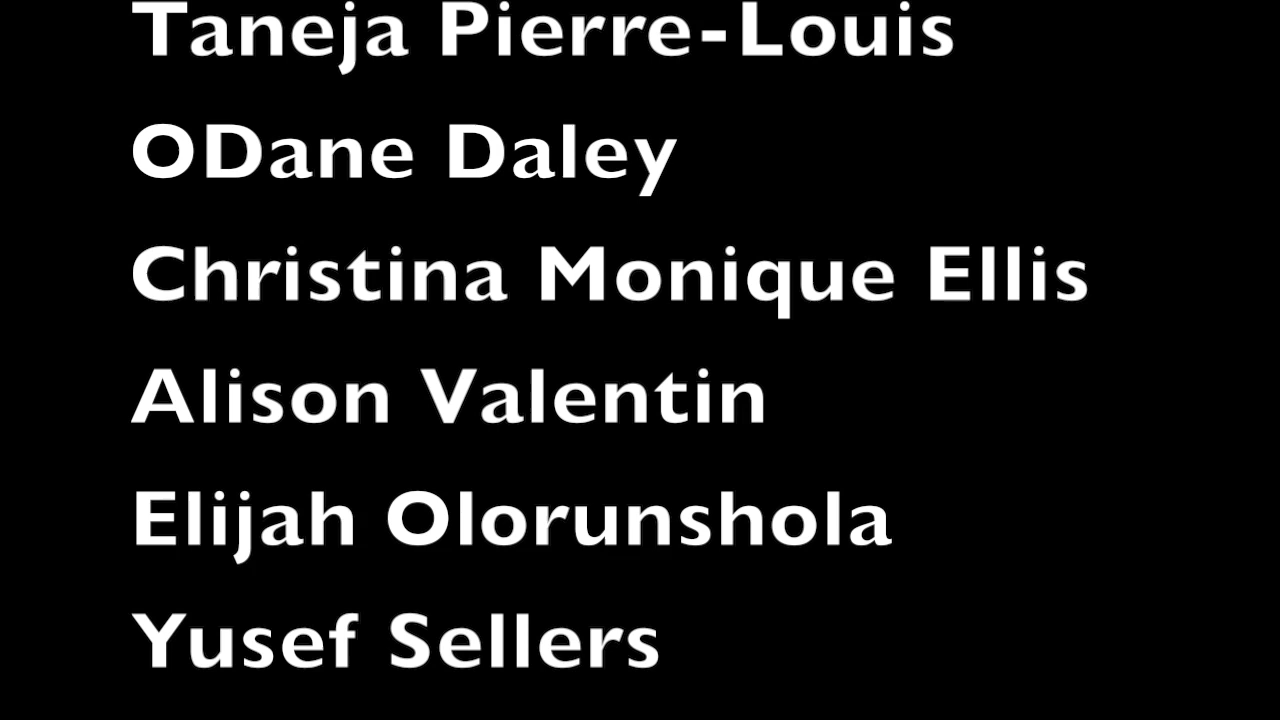 Taneja Pierre-Louis
ODane Daley
Christina Monique Ellis
Alison Valentin
Elijah Olorunshola
Yusef Sellers